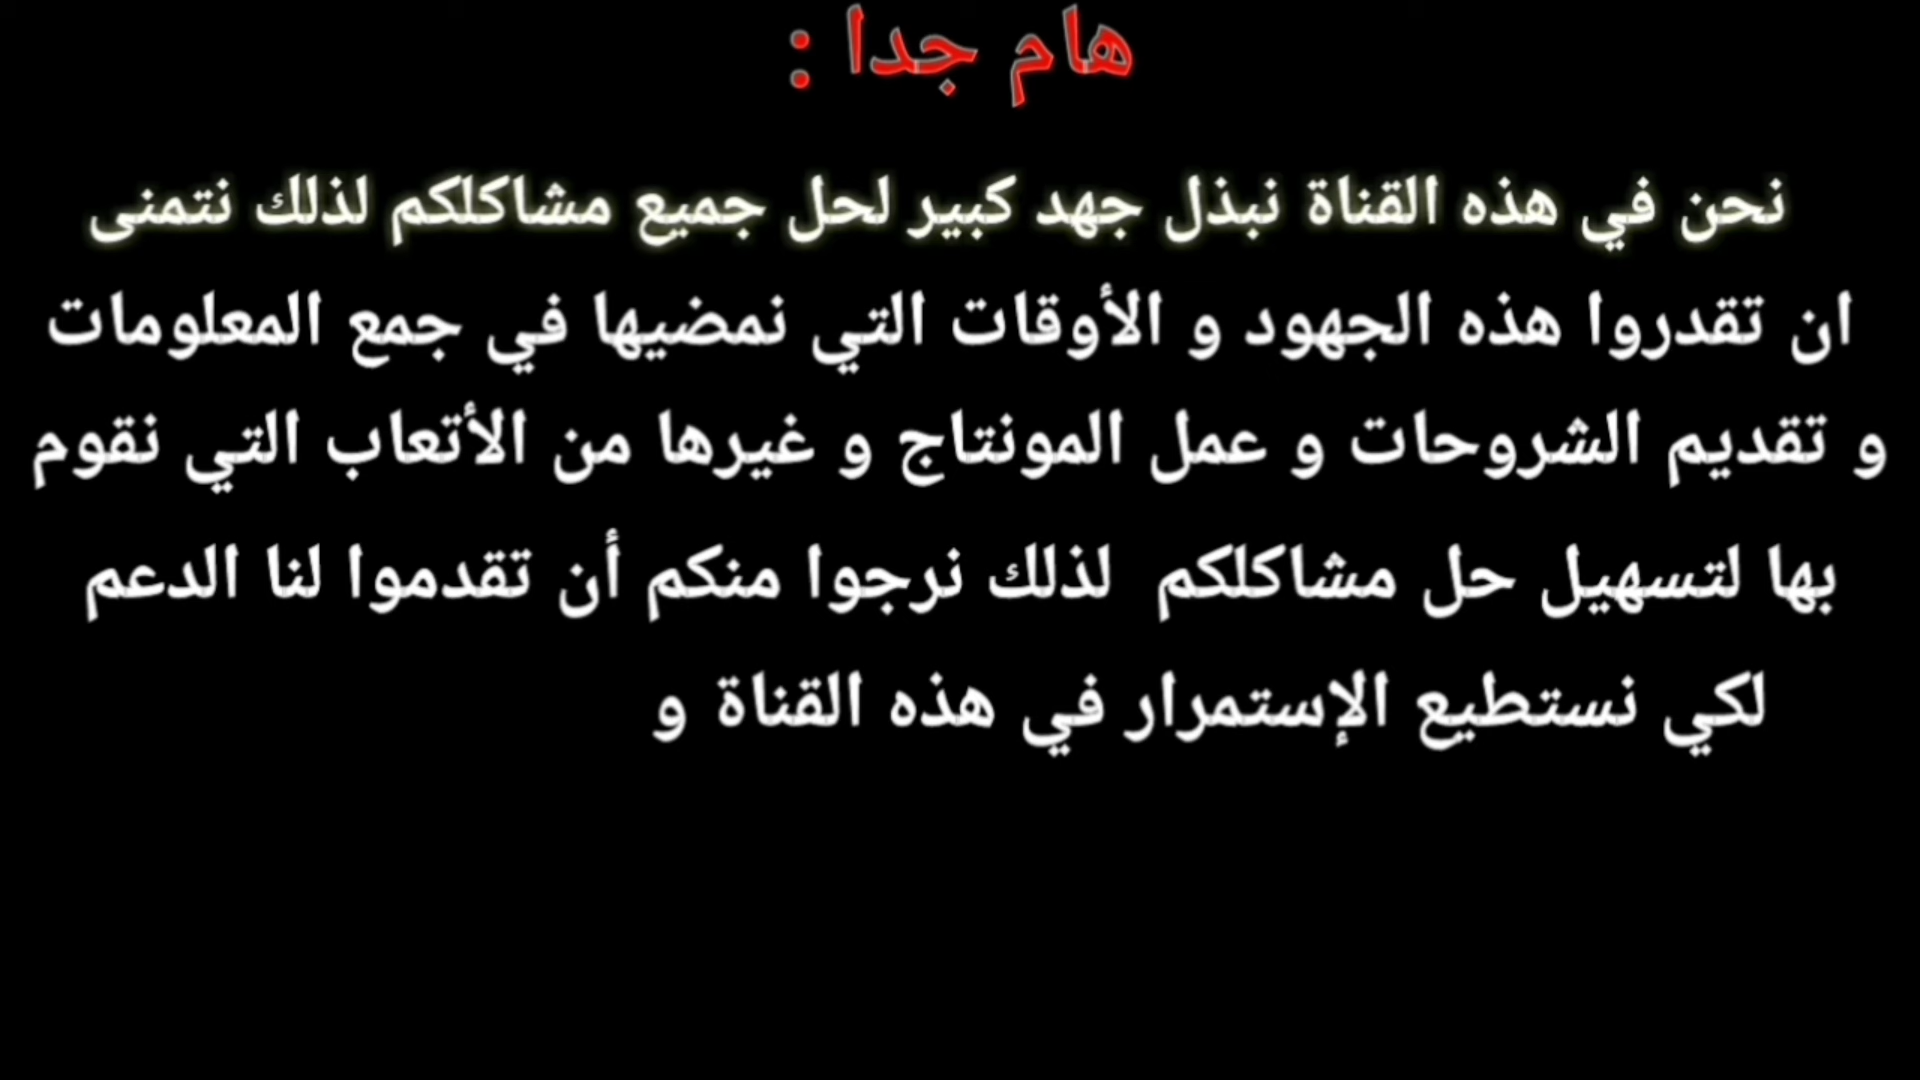 هام جدا :
نحن في هذه القناة نبذل جهد كبير لحل جميع مشاكلكم لذلك نتمنى
ان تقدروا هذه الجهود و الأوقات التي نمضيها في جمع المعلومات
و تقديم الشروحات و عمل المونتاج و غيرها من الأتعاب التي نقوم
بها لتسهيل حل مشاكلكم لذلك نرجوا منكم أن تقدموا لنا الدعم
لكي نستطيع الإستمرار في هذه القناة و